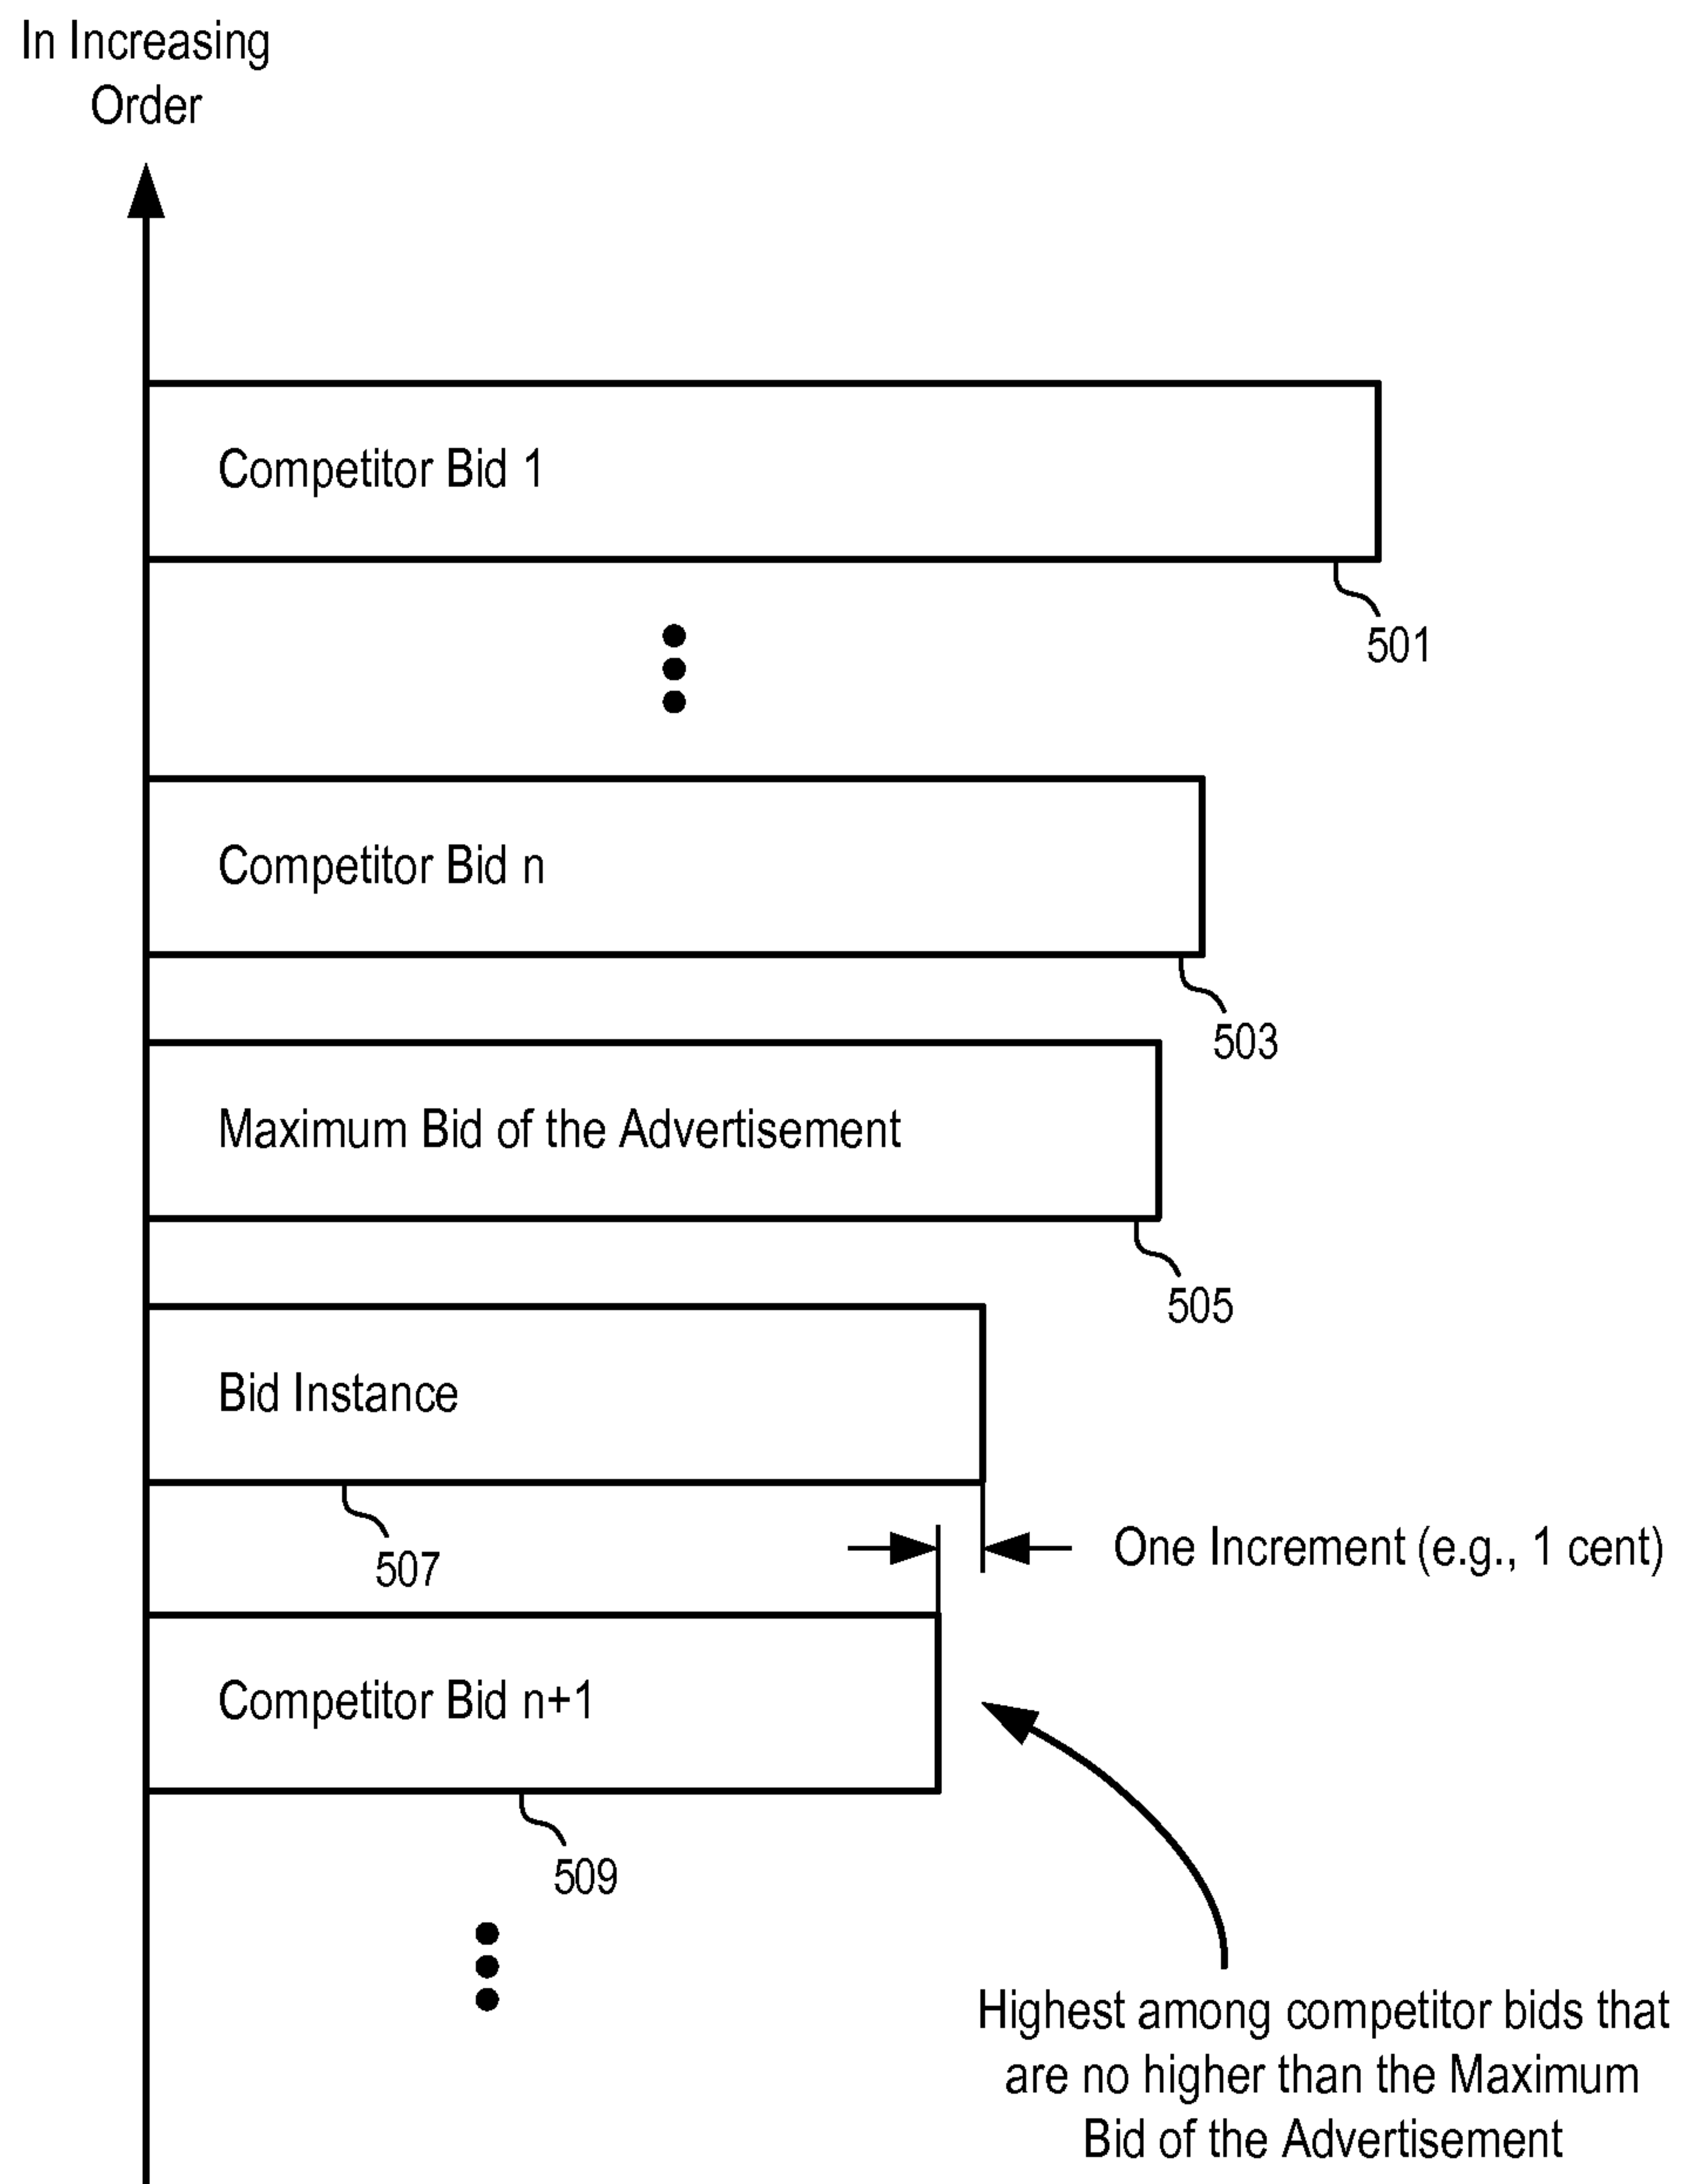 In Increasing
Order
Competitor Bid 1
501
Competitor Bid n
503
Maximum Bid of the Advertisement
505
Bid Instance
507
One Increment (e.g., 1 cent)
Competitor Bid n+1
509
Highest among competitor bids that
are no higher than the Maximum
Bid of the Advertisement